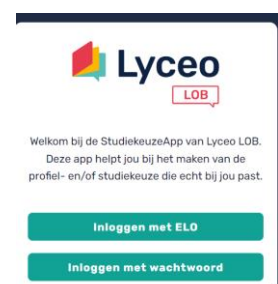 Lyceo
LOB
Welkom bij de StudiekeuzeApp van Lyceo LOB.
Deze app helpt jou bij het maken van de
profiel- en/of studiekeuze die echt bij jou past.
Inloggen met ELO
Inloggen met wachtwoord